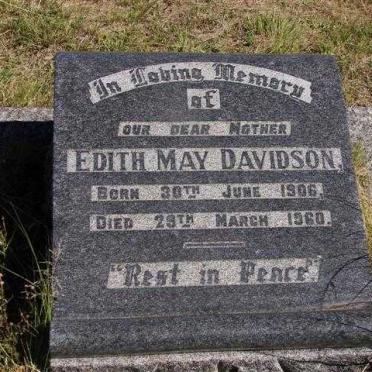 In Loving Memory
of
OUR DEAR MOTHER
EDITH MAY DAVIDSON.
BORN 30TH JUNE 1906.
DIED 29TH MARCH 1960.
"Rest in Peace"